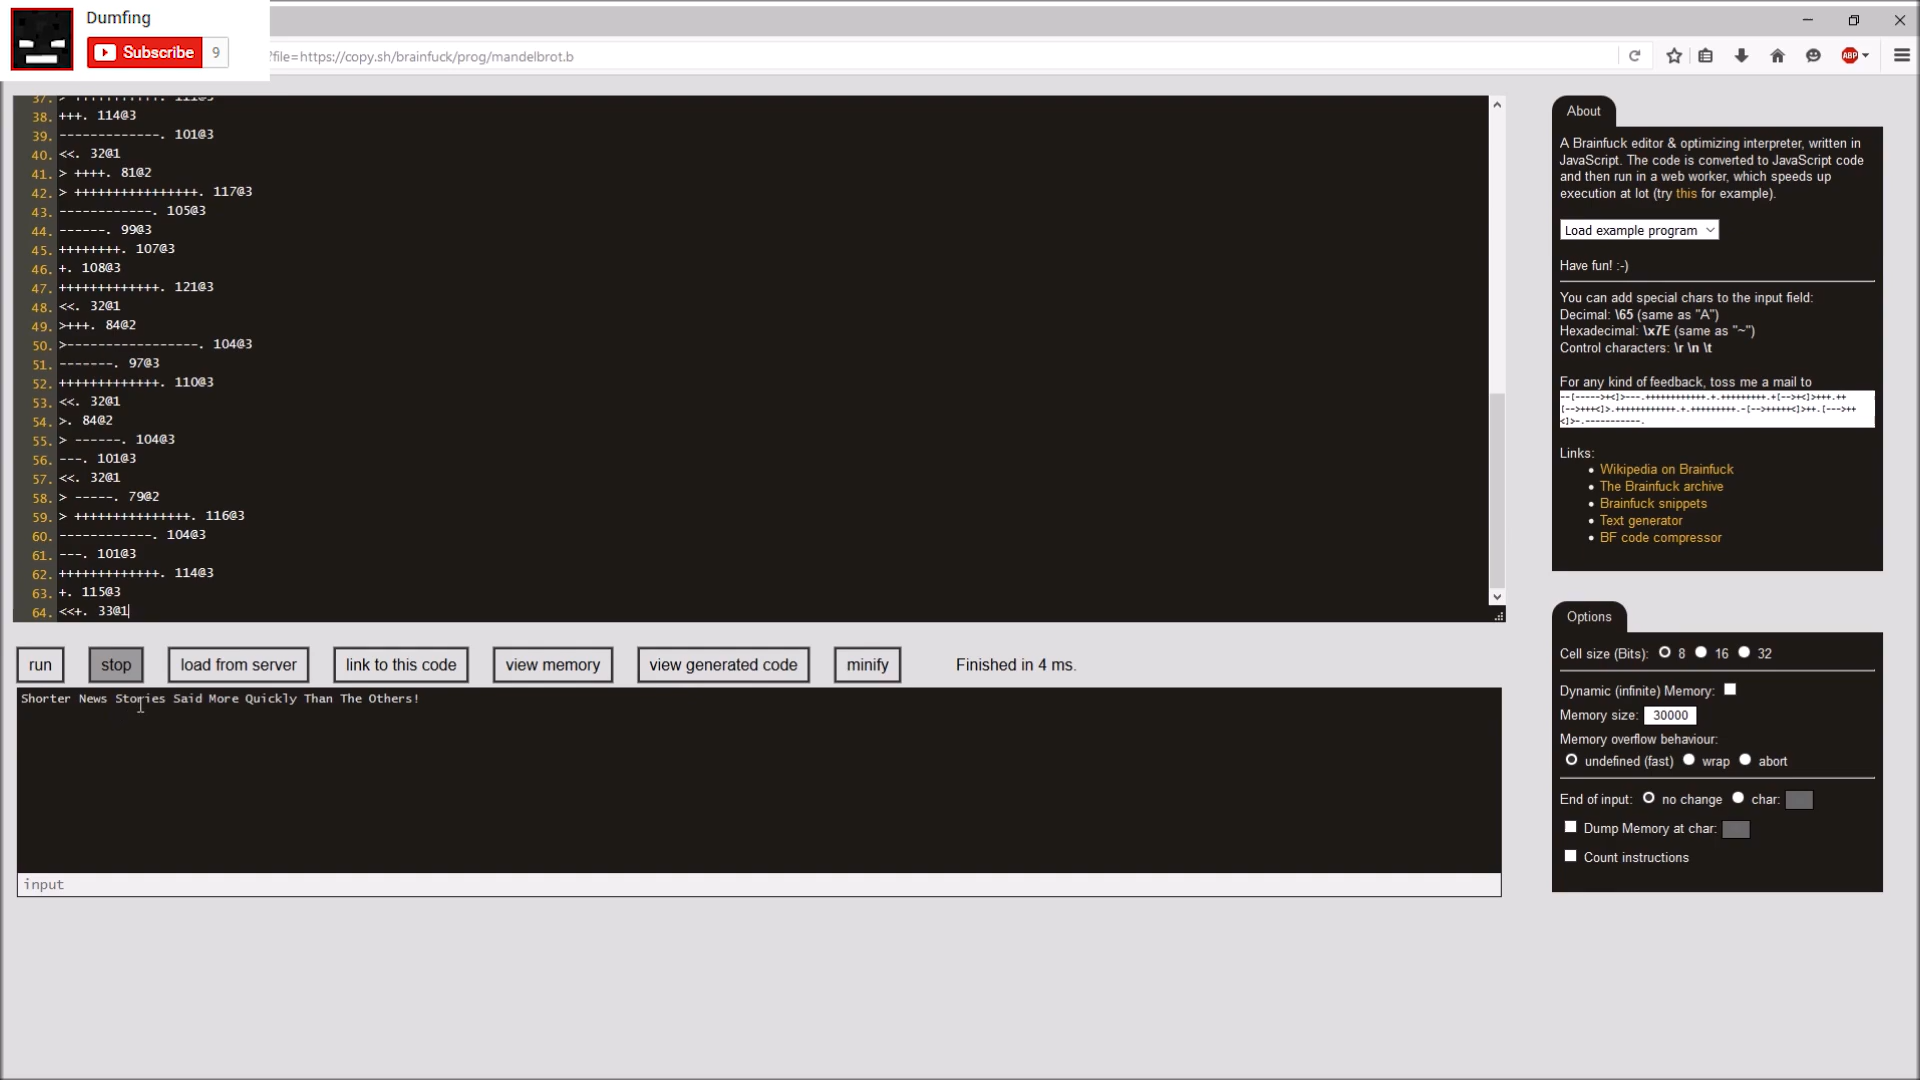 Dumfing
Subscribe 9
?file=https://copy.sh/brainfuck/prog/mandelbrot.b
ABP
37. > +++++++++++. 111@3
38. +++. 114@3
39. -------------. 101@3
40. <<. 32@1
41. > ++++. 81@2
42. > ++++++++++++++++. 117@3
43. ------------. 105@3
44. ------. 99@3
45. ++++++++. 107@3
46. +. 108@3
47. +++++++++++++. 121@3
48. <<. 32@1
49. >+++. 84@2
50. >-----------------. 104@3
51. -------. 97@3
52. +++++++++++++. 110@3
53. <<. 32@1
54. >. 84@2
55. > ------. 104@3
56. ---. 101@3
57. <<. 32@1
58. > -----. 79@2
59. > +++++++++++++++. 116@3
60. ------------. 104@3
61. ---. 101@3
62. +++++++++++++. 114@3
63. +. 115@3
64. <<+. 33@1
run stop load from server link to this code view memory view generated code minify Finished in 4 ms.
Shorter News Stories Said More Quickly Than The Others!
input
About
A Brainfuck editor & optimizing interpreter, written in
JavaScript. The code is converted to JavaScript code
and then run in a web worker, which speeds up
execution at lot (try this for example).
Load example program
Have fun! :-)
You can add special chars to the input field:
Decimal: \65 (same as "A")
Hexadecimal: \x7E (same as "~")
Control characters: \r \n \t
For any kind of feedback, toss me a mail to
--[----->+<]>---.++++++++++++.+.+++++++++.+[-->+<]>+++.++
[-->+++<]>.++++++++++++.+.+++++++++.-[-->+++++<]>++.[--->++
<]>-.-----------.
Links:
Wikipedia on Brainfuck
The Brainfuck archive
Brainfuck snippets
Text generator
BF code compressor
Options
Cell size (Bits): 8 16 32
Dynamic (infinite) Memory:
Memory size: 30000
Memory overflow behaviour:
undefined (fast) wrap abort
End of input: no change char:
Dump Memory at char:
Count instructions